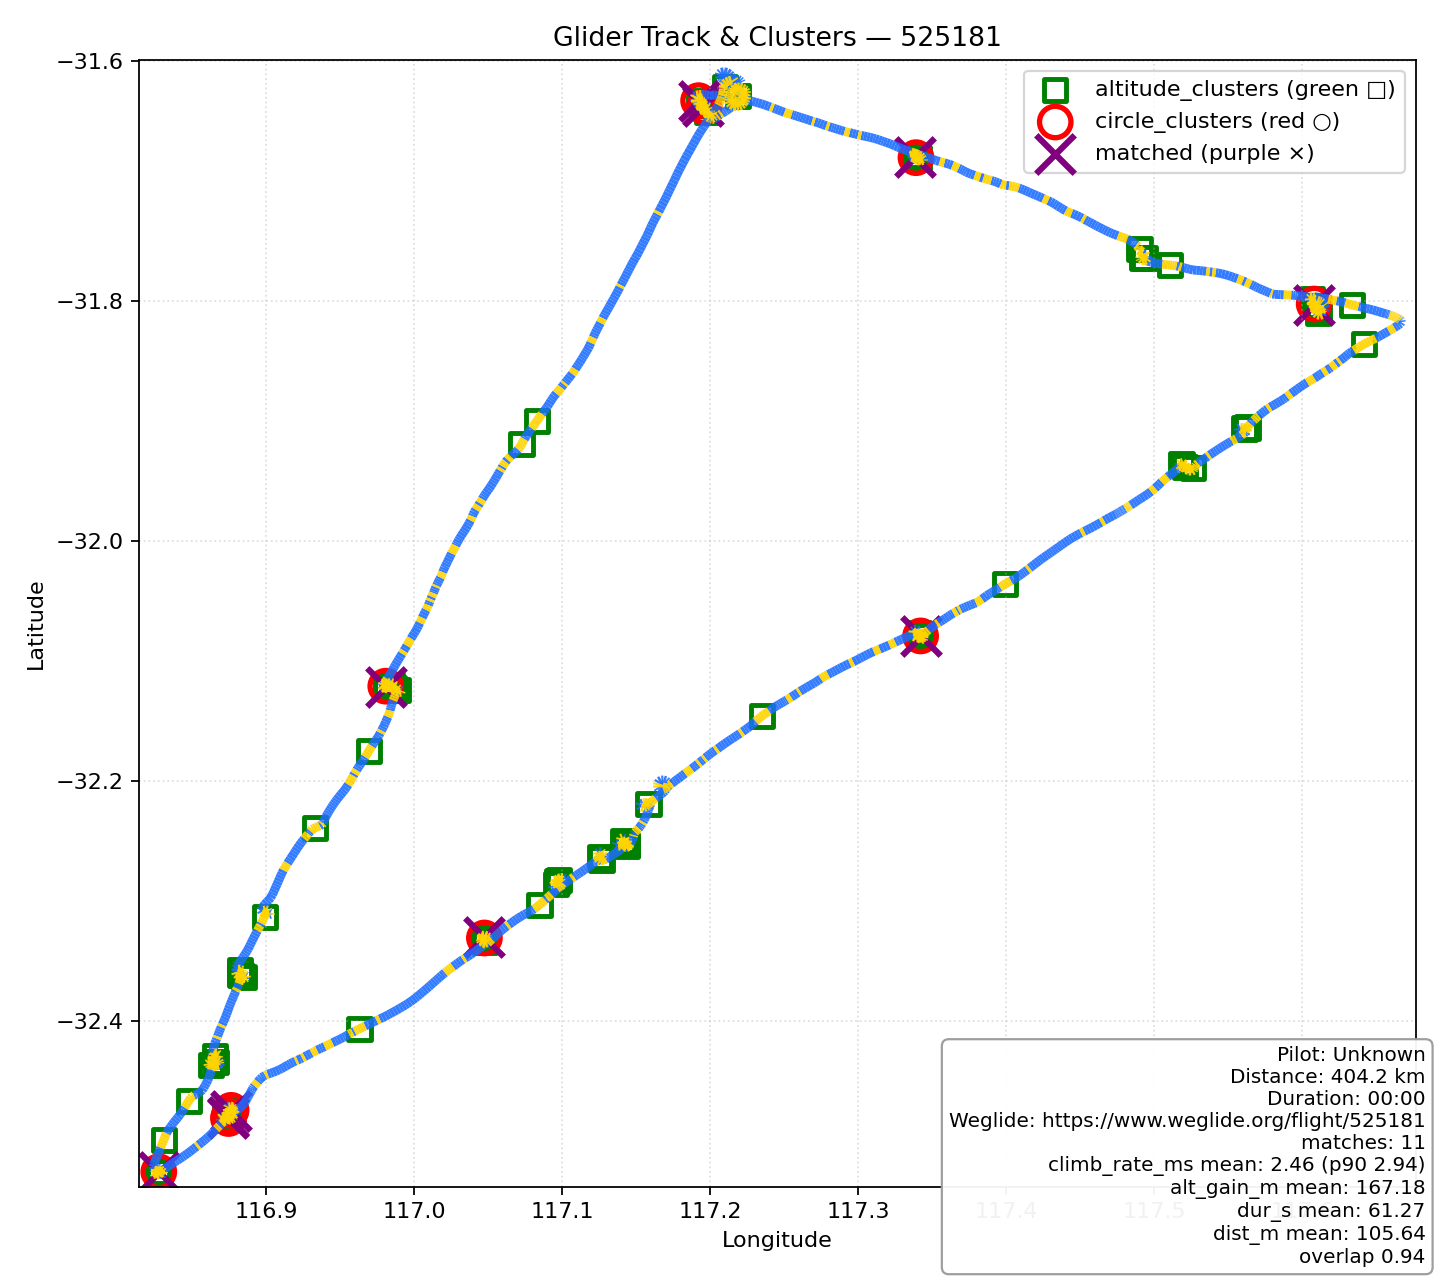 Glider Track & Clusters — 525181
altitude_clusters (green □)
circle_clusters (red ○)
matched (purple ×)
Latitude
−31.6
−31.8
−32.0
−32.2
−32.4
116.9
117.0
117.1
117.2
117.3
117.4
117.5
Longitude
Pilot: Unknown
Distance: 404.2 km
Duration: 00:00
Weglide: https://www.weglide.org/flight/525181
matches: 11
climb_rate_ms mean: 2.46 (p90 2.94)
alt_gain_m mean: 167.18
dur_s mean: 61.27
dist_m mean: 105.64
overlap 0.94